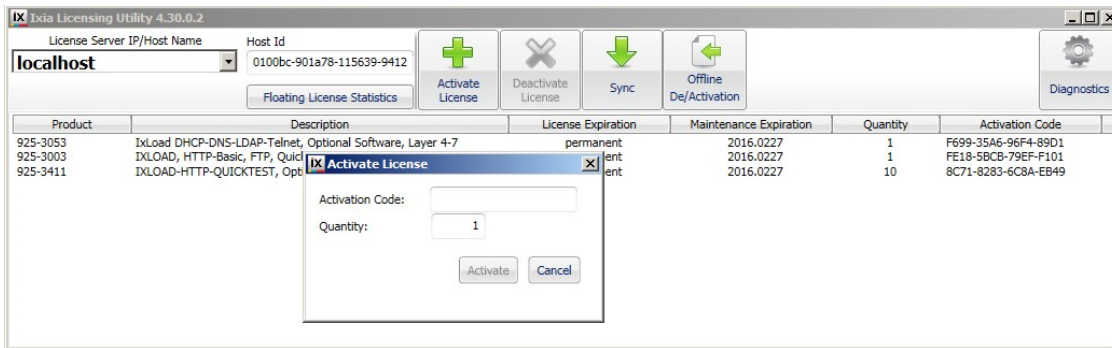 IX Ixia Licensing Utility 4.30.0.2
License Server IP/Host Name
localhost
Host Id
0100bc-901a78-115639-9412
Floating License Statistics
Activate License
Deactivate License
Sync
Offline De/Activation
Diagnostics
Product Description License Expiration Maintenance Expiration Quantity Activation Code
925-3053 IxLoad DHCP-DNS-LDAP-Telnet, Optional Software, Layer 4-7 permanent 2016.0227 1 F699-35A6-96F4-89D1
925-3003 IXLOAD, HTTP-Basic, FTP, Quick ent 2016.0227 1 FE18-5BCB-79EF-F101
925-3411 IXLOAD-HTTP-QUICKTEST, Opti ent 2016.0227 10 8C71-8283-6C8A-EB49
IX Activate License
Activation Code:
Quantity: 1
Activate Cancel